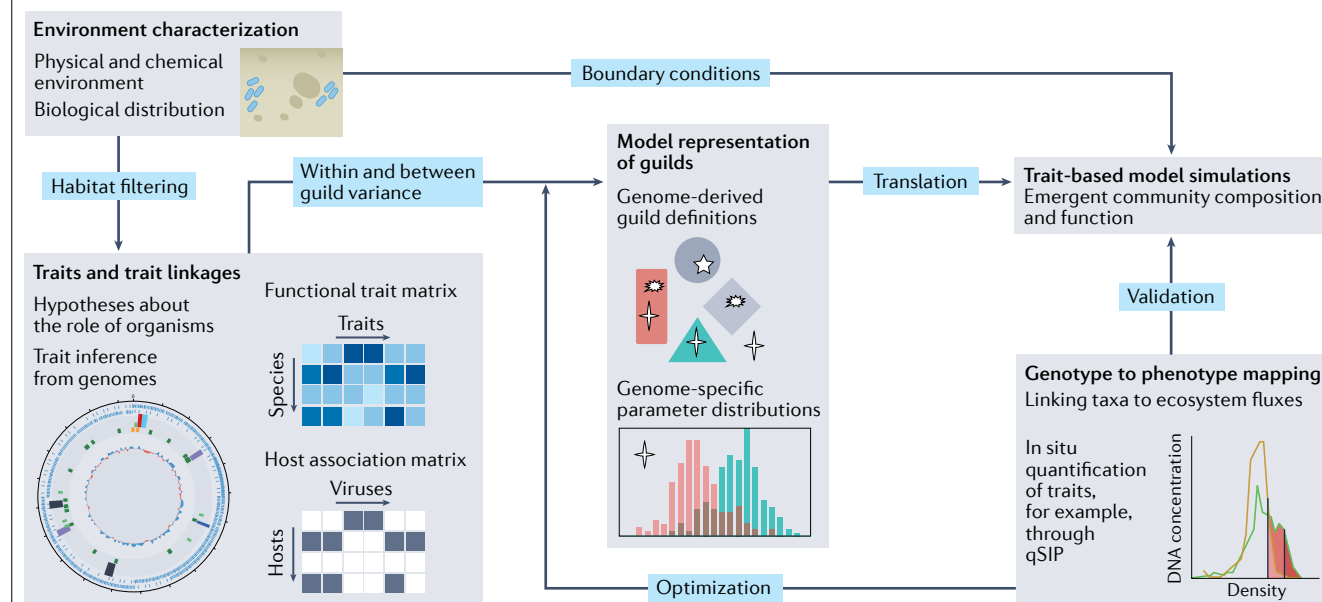 Environment characterization
Physical and chemical
environment
Biological distribution
Boundary conditions
Habitat filtering
Within and between
guild variance
Model representation
of guilds
Genome-derived
guild definitions
Genome-specific
parameter distributions
Translation
Trait-based model simulations
Emergent community composition
and function
Validation
Traits and trait linkages
Hypotheses about
the role of organisms
Trait inference
from genomes
0
Functional trait matrix
Traits
Species
Host association matrix
Viruses
Hosts
Genotype to phenotype mapping
Linking taxa to ecosystem fluxes
In situ
quantification
of traits,
for example,
through
qSIP
DNA concentration
Density
Optimization